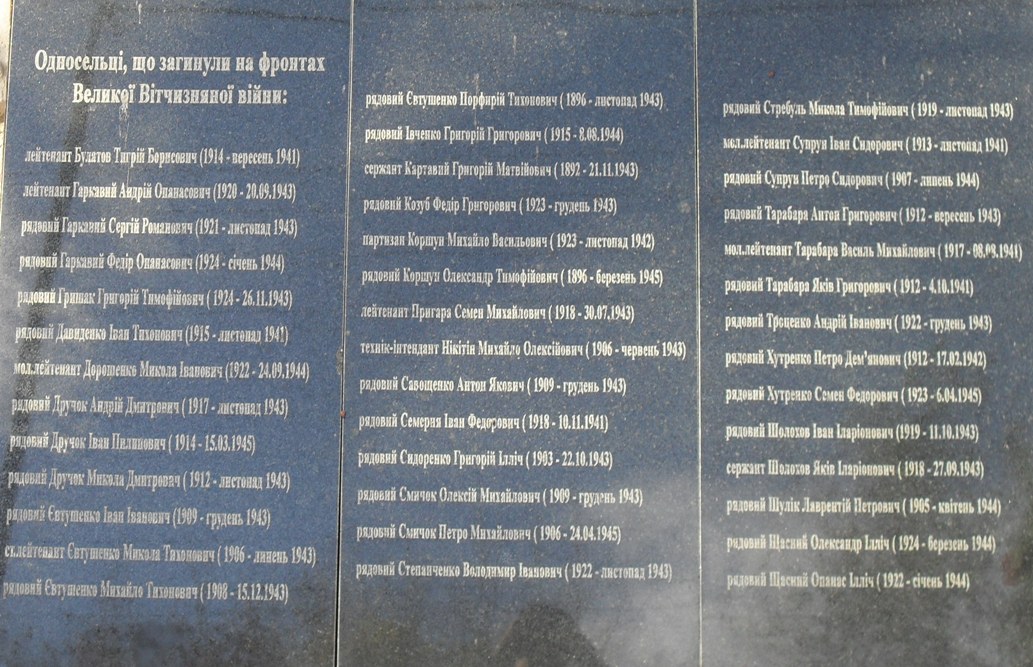 Односельці, що загинули на фронтах
Великої Вітчизняної війни:
лейтенант Булатов Тигрій Борисович (1914 - вересень 1941)
лейтенант Гаркавий Андрій Опанасович (1920 - 20.09.1943)
рядовий Гаркавий Сергій Романович (1921 - листопад 1943)
рядовий Гаркавий Федір Опанасович (1924 - січень 1944)
рядовий Гришак Григорій Тимофійович ( 1924 - 26.11.1943)
рядовий Давиденко Іван Тихонович (1915 - листопад 1941)
мол.лейтенант Дорошенко Микола Іванович (1922 - 24.09.1944)
рядовий Дручок Андрій Дмитрович ( 1917 - листопад 1943)
рядовий Дручок Іван Пилипович ( 1914 - 15.03.1945)
рядовий Дручок Микола Дмитрович ( 1912 - листопад 1943)
рядовий Євтушенко Іван Іванович (1909 - грудень 1943)
ст.лейтенант Євтушенко Микола Тихонович ( 1906 - липень 1943)
рядовий Євтушенко Михайло Тихонович ( 1908 - 15.12.1943)
рядовий Євтушенко Порфирій Тихонович ( 1896 - листопад 1943)
рядовий Івченко Григорій Григорович ( 1915 - 8.08.1944)
сержант Картавий Григорій Матвійович ( 1892 - 21.11.1943)
рядовий Козуб Федір Григорович ( 1923 - грудень 1943)
партизан Коршун Михайло Васильович ( 1923 - листопад 1942)
рядовий Коршун Олександр Тимофійович ( 1896 - березень 1945)
лейтенант Пригара Семен Михайлович ( 1918 - 30.07.1943)
технік-інтендант Нікітін Михайло Олексійович ( 1906 - червень 1943)
рядовий Савощенко Антон Якович ( 1909 - грудень 1943)
рядовий Семерня Іван Федорович ( 1918 - 10.11.1941)
рядовий Сидоренко Григорій Ілліч ( 1903 - 22.10.1943)
рядовий Смичок Олексій Михайлович ( 1909 - грудень 1943)
рядовий Смичок Петро Михайлович ( 1906 - 24.04.1945)
рядовий Степанченко Володимир Іванович ( 1922 - листопад 1943)
рядовий Стребуль Микола Тимофійович ( 1919 - листопад 1943)
мол.лейтенант Супрун Іван Сидорович ( 1913 - листопад 1941)
рядовий Супрун Петро Сидорович ( 1907 - липень 1944)
рядовий Тарабара Антон Григорович ( 1912 - вересень 1943)
мол.лейтенант Тарабара Василь Михайлович ( 1917 - 08.08.1941)
рядовий Тарабара Яків Григорович ( 1912 - 4.10.1941)
рядовий Троценко Андрій Іванович ( 1922 - грудень 1943)
рядовий Хутренко Петро Дем'янович (1912 - 17.02.1942)
рядовий Хутренко Семен Федорович ( 1923 - 6.04.1945)
рядовий Шолохов Іван Іларіонович (1919 - 11.10.1943)
сержант Шолохов Яків Іларіонович ( 1918 - 27.09.1943)
рядовий Шулік Лаврентій Петрович ( 1905 - квітень 1944)
рядовий Щасний Олександр Ілліч ( 1924 - березень 1944)
рядовий Щасний Опанас Ілліч ( 1922 - січень 1944)